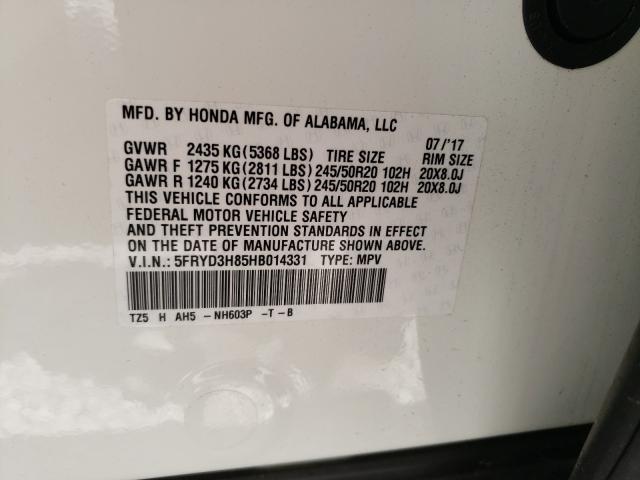 MFD. BY HONDA MFG. OF ALABAMA, LLC
07/'17
GVWR 2435 KG(5368 LBS) TIRE SIZE RIM SIZE
GAWR F 1275 KG(2811 LBS) 245/50R20 102H 20X8.0J
GAWR R 1240 KG(2734 LBS) 245/50R20 102H 20X8.0J
THIS VEHICLE CONFORMS TO ALL APPLICABLE
FEDERAL MOTOR VEHICLE SAFETY
AND THEFT PREVENTION STANDARDS IN EFFECT
ON THE DATE OF MANUFACTURE SHOWN ABOVE.
V.I.N.: 5FRYD3H85HB014331 TYPE: MPV
TZ5 H AH5 -NH603P -T -B